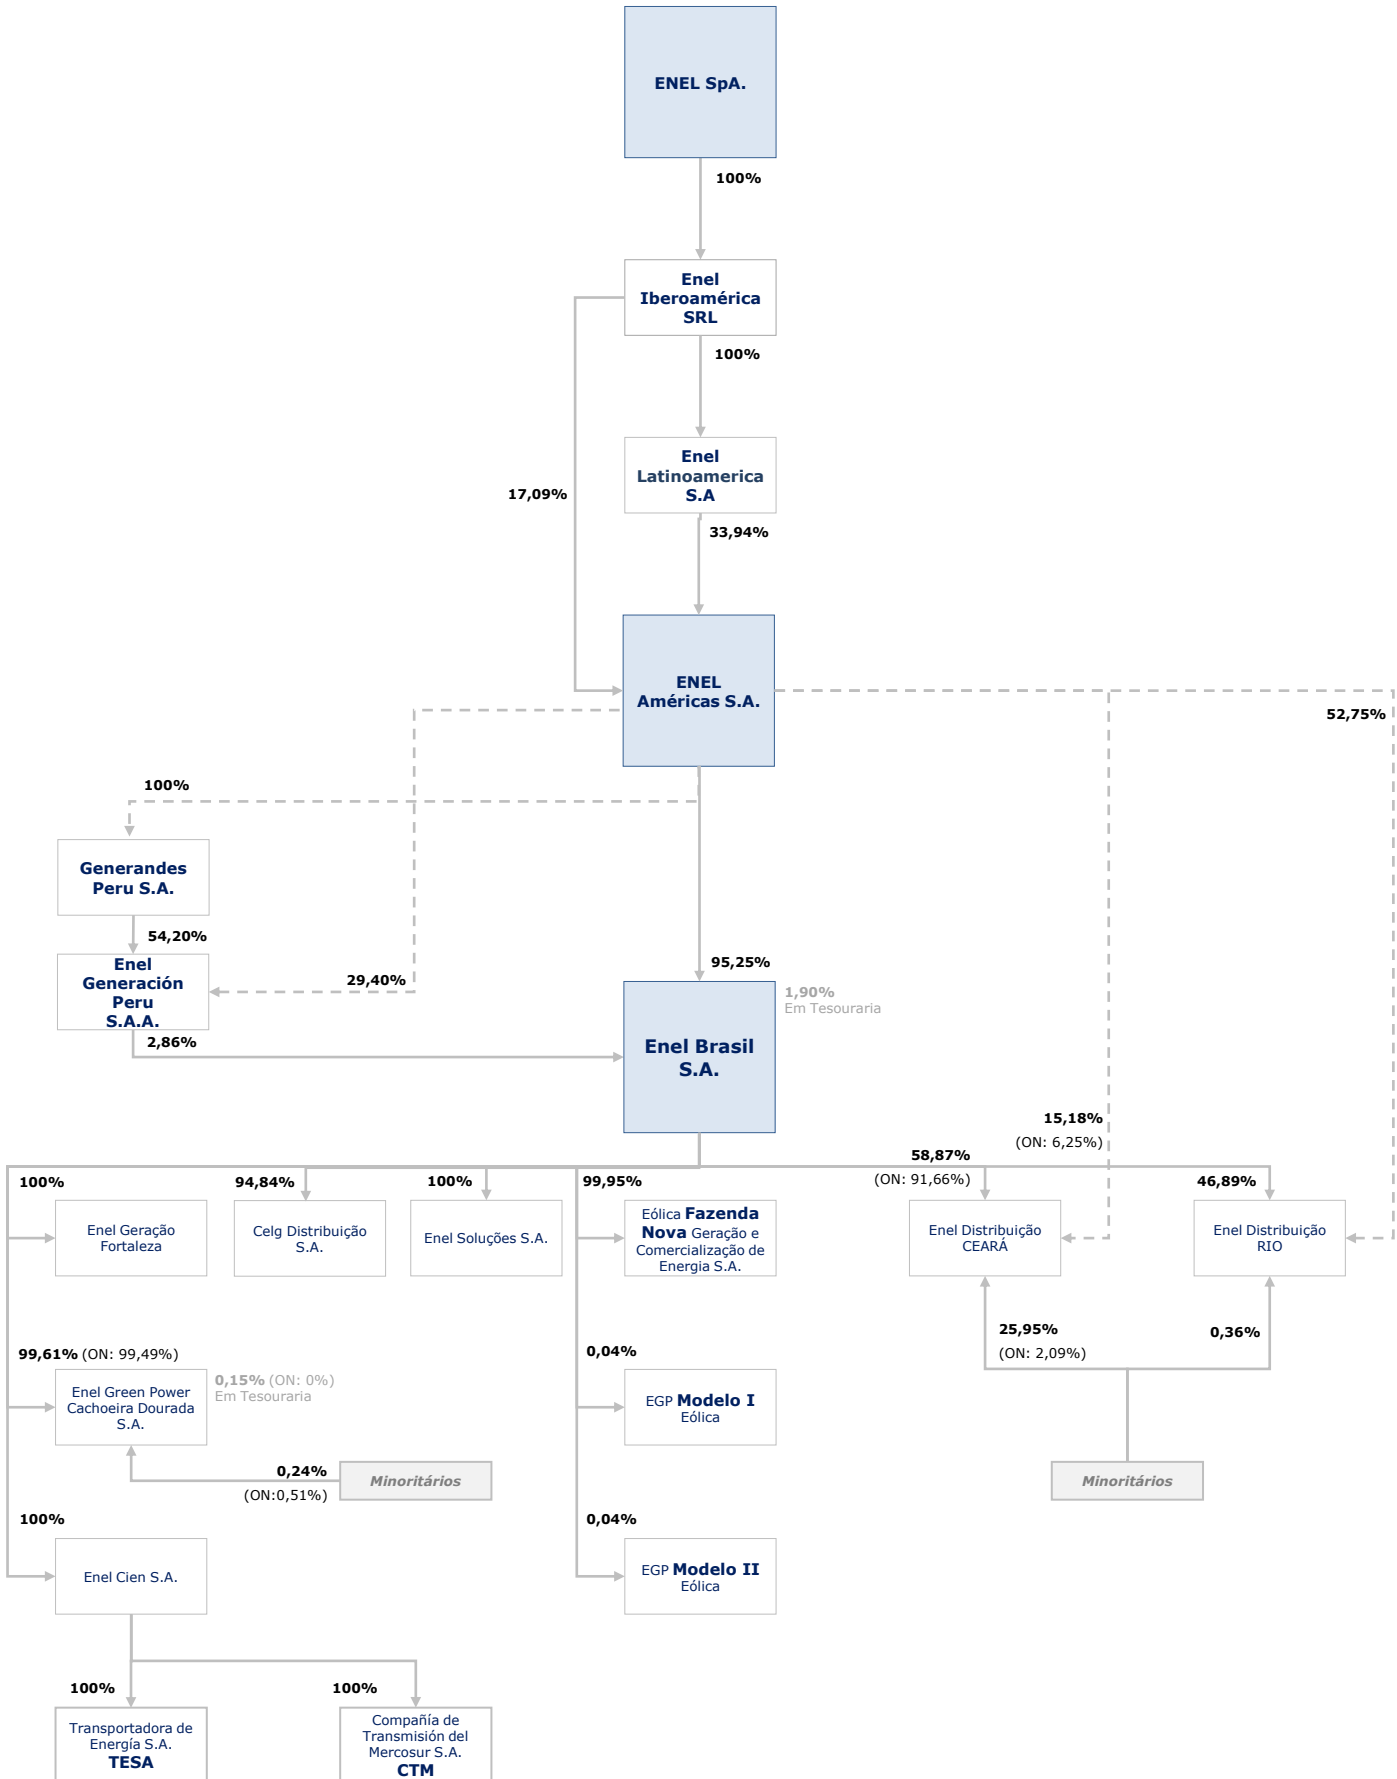 ENEL SpA.
100%
Enel
Iberoamérica
SRL
100%
Enel
Latinoamerica
S.A
17,09%
33,94%
ENEL
Américas S.A.
52,75%
100%
Generandes
Peru S.A.
54,20%
Enel
Generación
Peru
S.A.A.
29,40%
95,25%
1,90%
Em Tesouraria
2,86%
Enel Brasil
S.A.
15,18%
(ON: 6,25%)
58,87%
(ON: 91,66%)
100%
94,84%
100%
99,95%
46,89%
Enel Geração
Fortaleza
Celg Distribuição
S.A.
Enel Soluções S.A.
Eólica Fazenda
Nova Geração e
Comercialização de
Energia S.A.
Enel Distribuição
CEARÁ
Enel Distribuição
RIO
25,95%
(ON: 2,09%)
0,36%
99,61% (ON: 99,49%)
0,15% (ON: 0%)
Em Tesouraria
0,04%
Enel Green Power
Cachoeira Dourada
S.A.
EGP Modelo I
Eólica
0,24%
(ON:0,51%)
Minoritários
Minoritários
100%
0,04%
Enel Cien S.A.
EGP Modelo II
Eólica
100%
100%
Transportadora de
Energía S.A.
TESA
Compañía de
Transmisión del
Mercosur S.A.
CTM